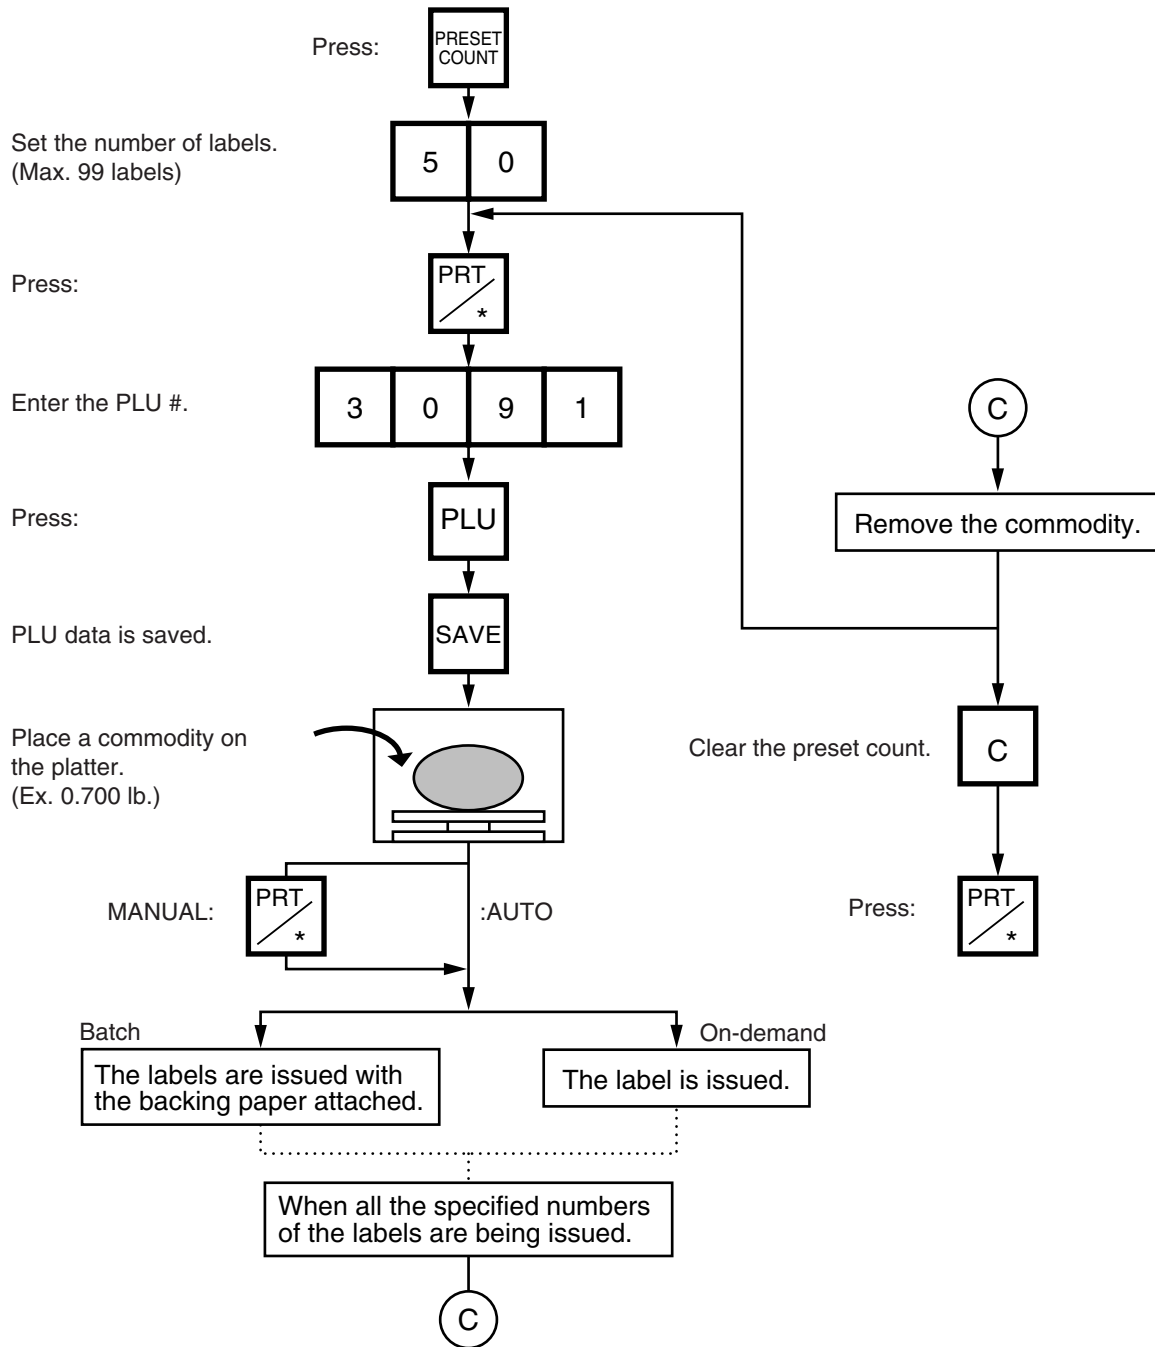 Press:
PRESET
COUNT
Set the number of labels.
(Max. 99 labels)
5 0
Press:
PRT
*
Enter the PLU #.
3 0 9 1
Press:
PLU
PLU data is saved.
SAVE
Place a commodity on
the platter.
(Ex. 0.700 lb.)
MANUAL:
PRT
*
:AUTO
Batch
On-demand
The labels are issued with
the backing paper attached.
The label is issued.
When all the specified numbers
of the labels are being issued.
C
C
Remove the commodity.
Clear the preset count.
C
Press:
PRT
*